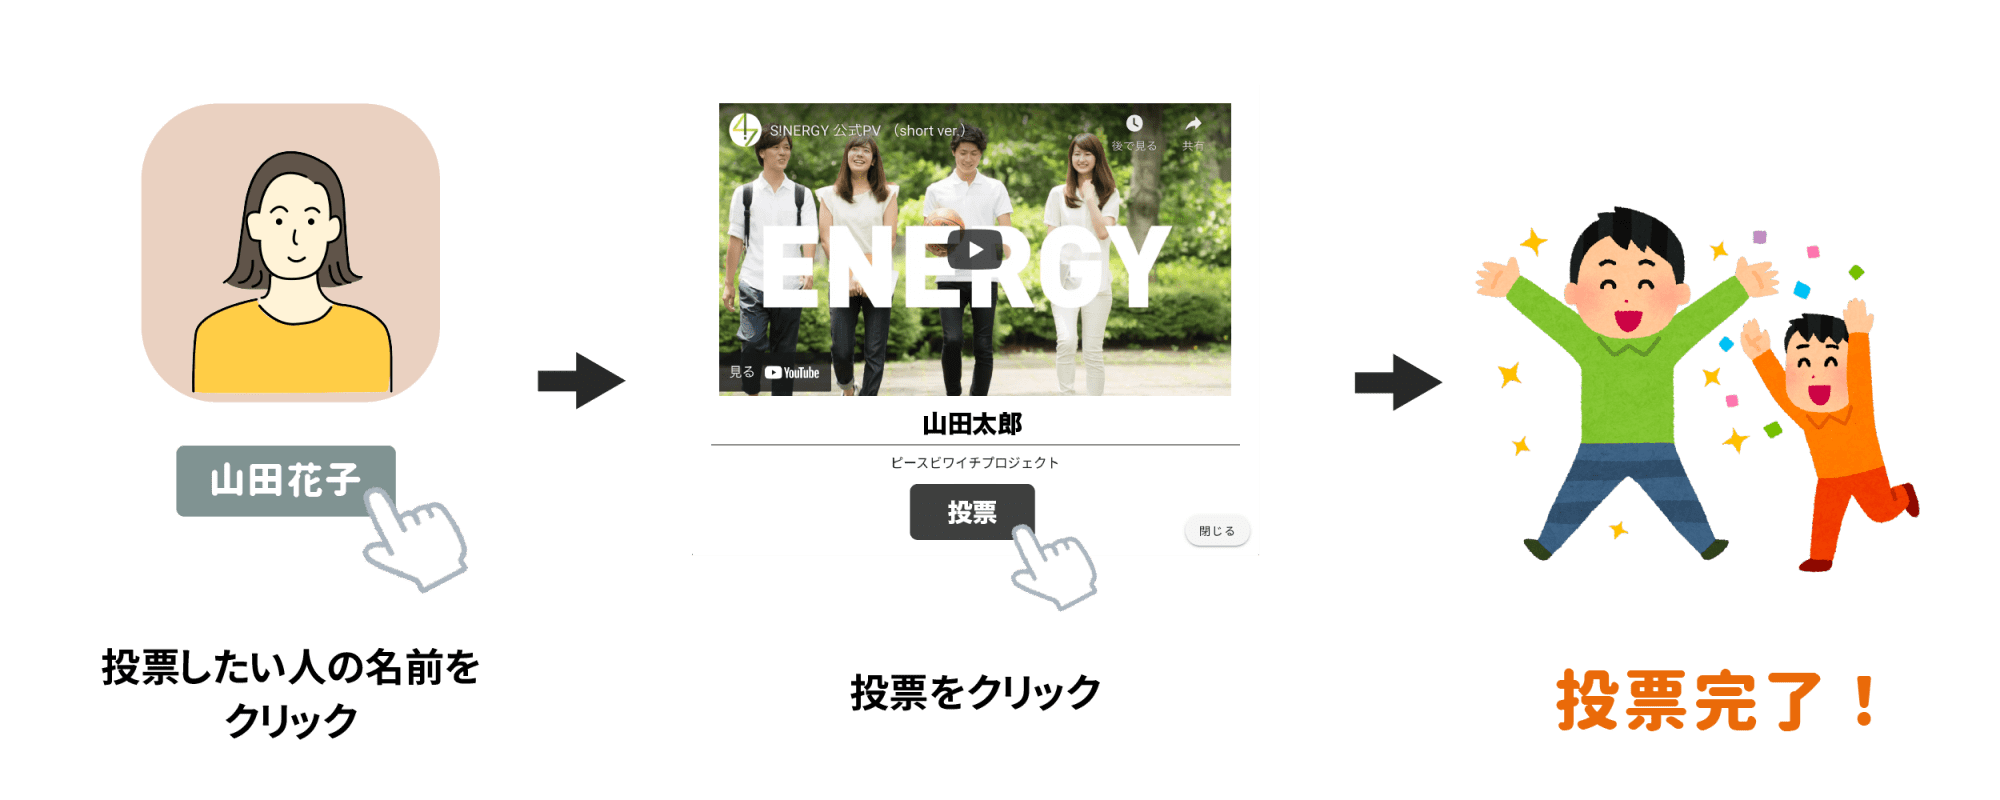 山田花子
投票したい人の名前を
クリック
S!NERGY 公式PV （short ver.）
後で見る
共有
ENERGY
見る YouTube
山田太郎
ピースビワイチプロジェクト
投票
閉じる
投票をクリック
投票完了！